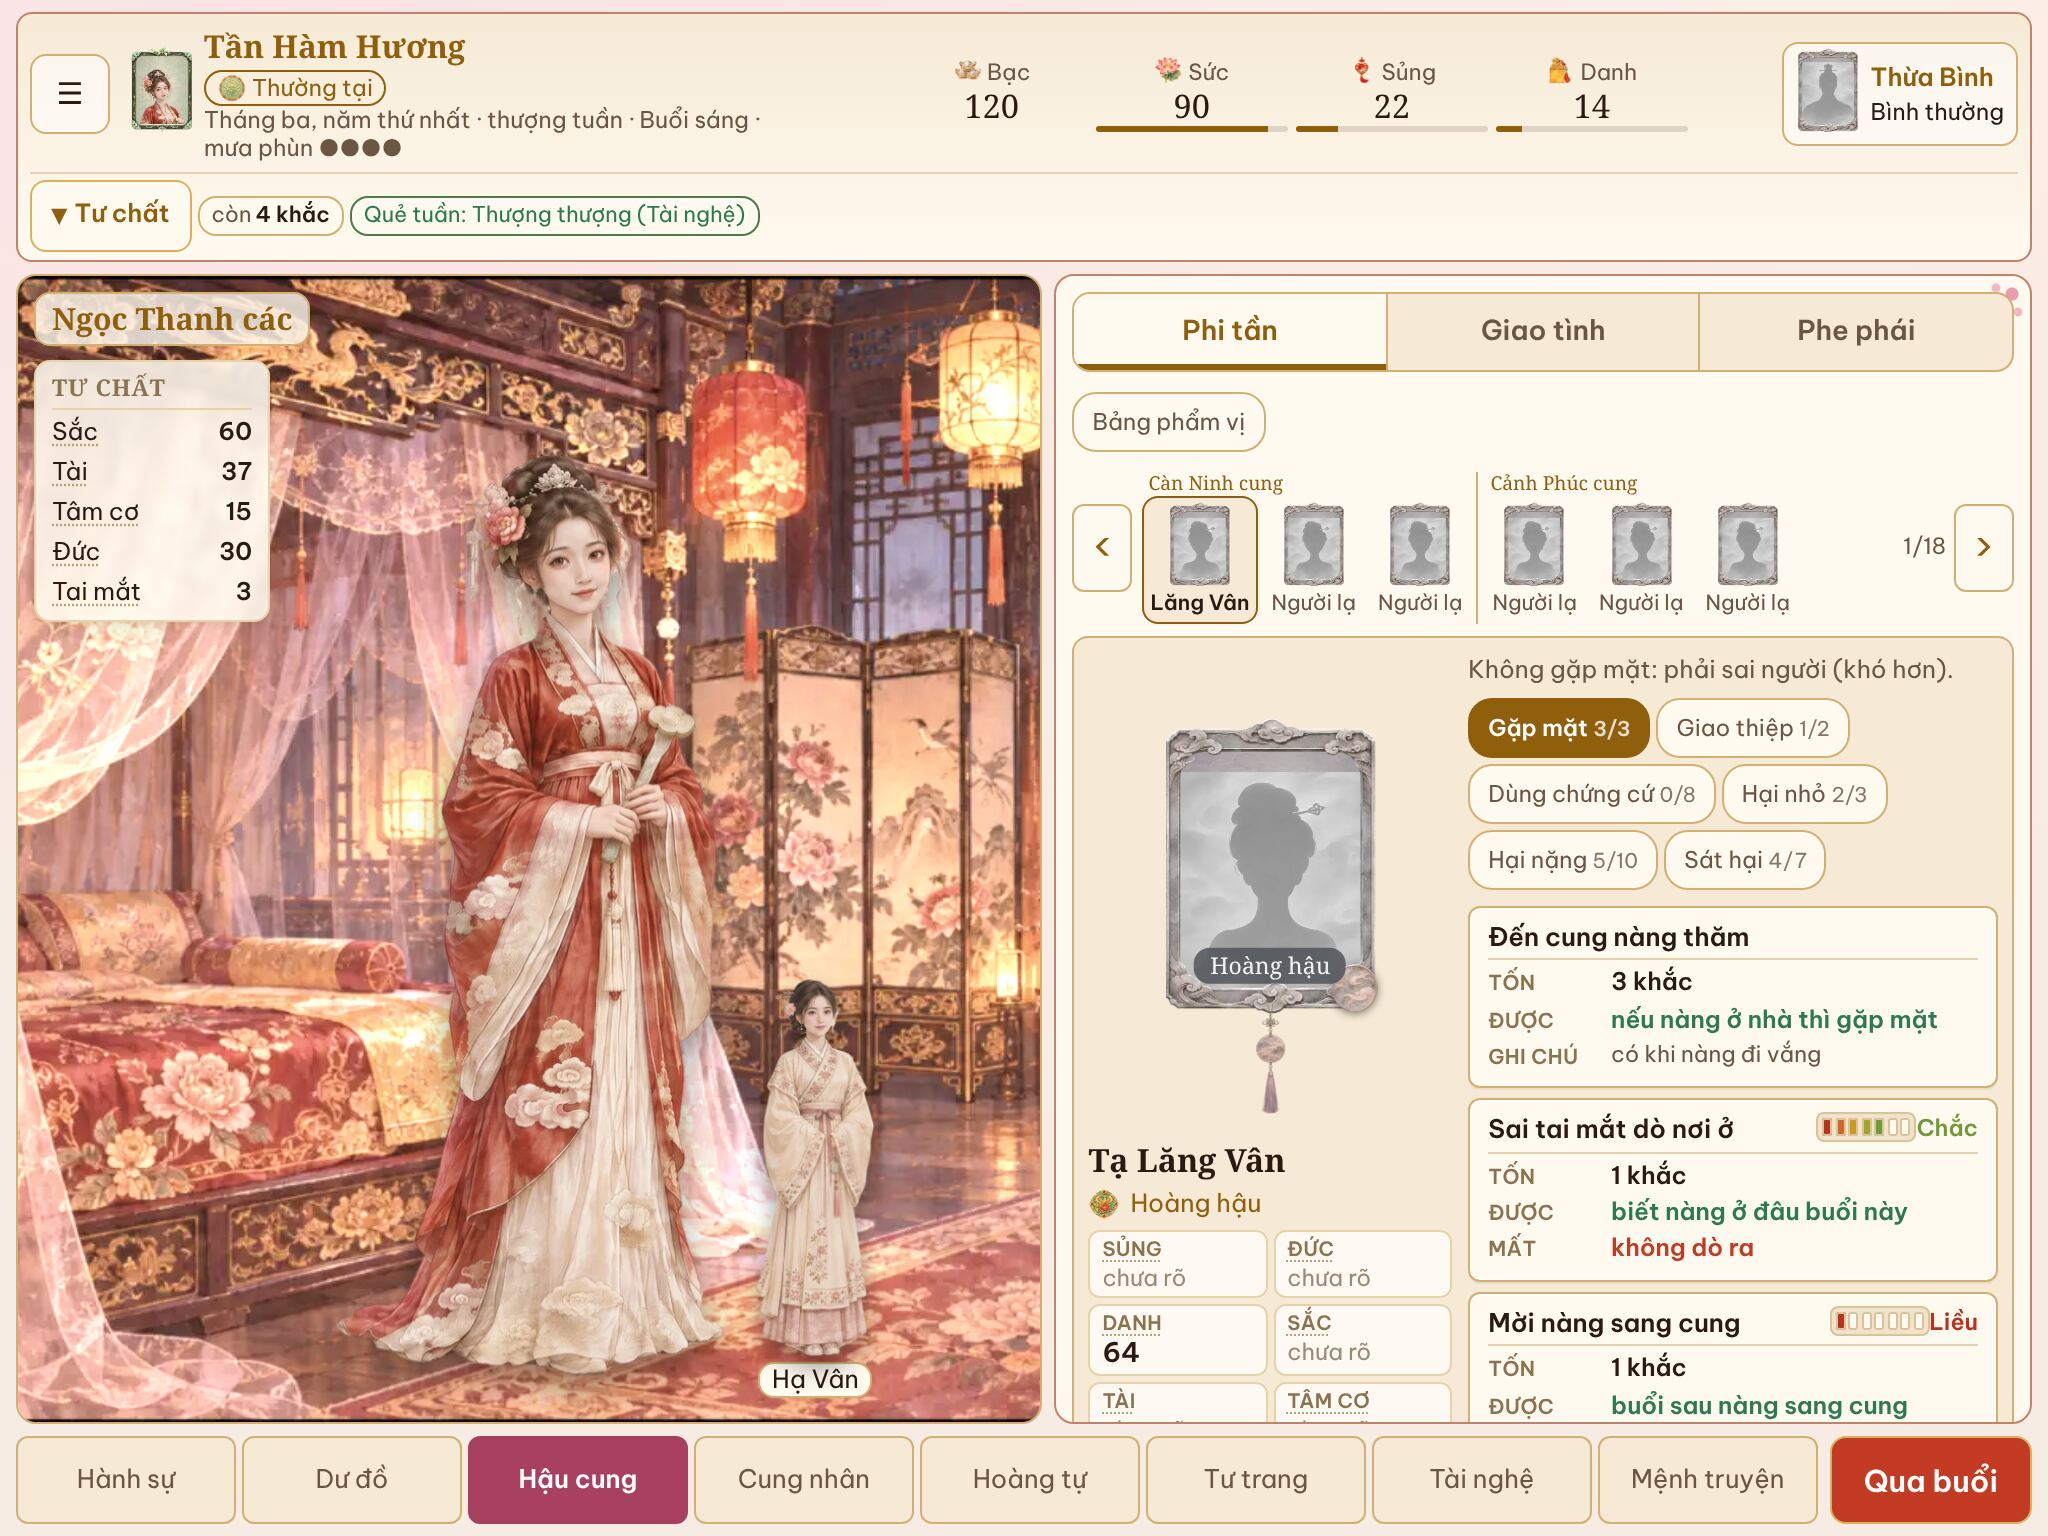 ☰
Tần Hàm Hương
Thường tại
Tháng ba, năm thứ nhất · thượng tuần · Buổi sáng ·
mưa phùn ●●●●
Bạc
120
Sức
90
Sủng
22
Danh
14
Thừa Bình
Bình thường
▼ Tư chất
còn 4 khắc
Quẻ tuần: Thượng thượng (Tài nghệ)
Ngọc Thanh các
TƯ CHẤT
Sắc 60
Tài 37
Tâm cơ 15
Đức 30
Tai mắt 3
Hạ Vân
Phi tần
Giao tình
Phe phái
Bảng phẩm vị
Càn Ninh cung
Cảnh Phúc cung
‹
Lăng Vân
Người lạ
Người lạ
Người lạ
Người lạ
Người lạ
1/18
›
Hoàng hậu
Tạ Lăng Vân
Hoàng hậu
SỦNG
chưa rõ
ĐỨC
chưa rõ
DANH
64
SẮC
chưa rõ
TÀI
TÂM CƠ
Không gặp mặt: phải sai người (khó hơn).
Gặp mặt 3/3
Giao thiệp 1/2
Dùng chứng cứ 0/8
Hại nhỏ 2/3
Hại nặng 5/10
Sát hại 4/7
Đến cung nàng thăm
TỐN 3 khắc
ĐƯỢC nếu nàng ở nhà thì gặp mặt
GHI CHÚ có khi nàng đi vắng
Sai tai mắt dò nơi ở Chắc
TỐN 1 khắc
ĐƯỢC biết nàng ở đâu buổi này
MẤT không dò ra
Mời nàng sang cung Liều
TỐN 1 khắc
ĐƯỢC buổi sau nàng sang cung
Hành sự
Dư đồ
Hậu cung
Cung nhân
Hoàng tự
Tư trang
Tài nghệ
Mệnh truyện
Qua buổi